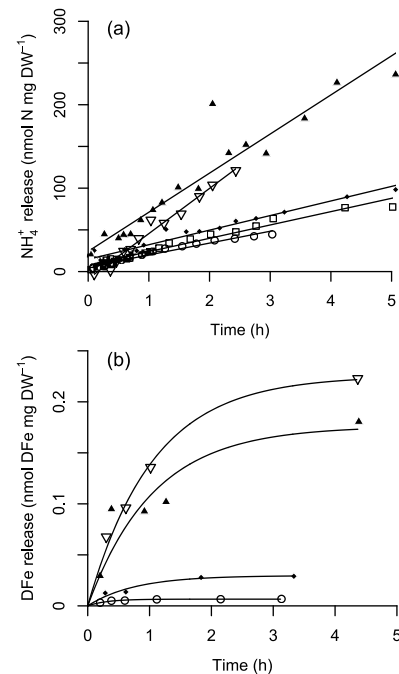 (a)
NH₄⁺ release (nmol N mg DW⁻¹)
300
200
100
0
0 1 2 3 4 5
Time (h)
(b)
DFe release (nmol DFe mg DW⁻¹)
0.2
0.1
0
0 1 2 3 4 5
Time (h)